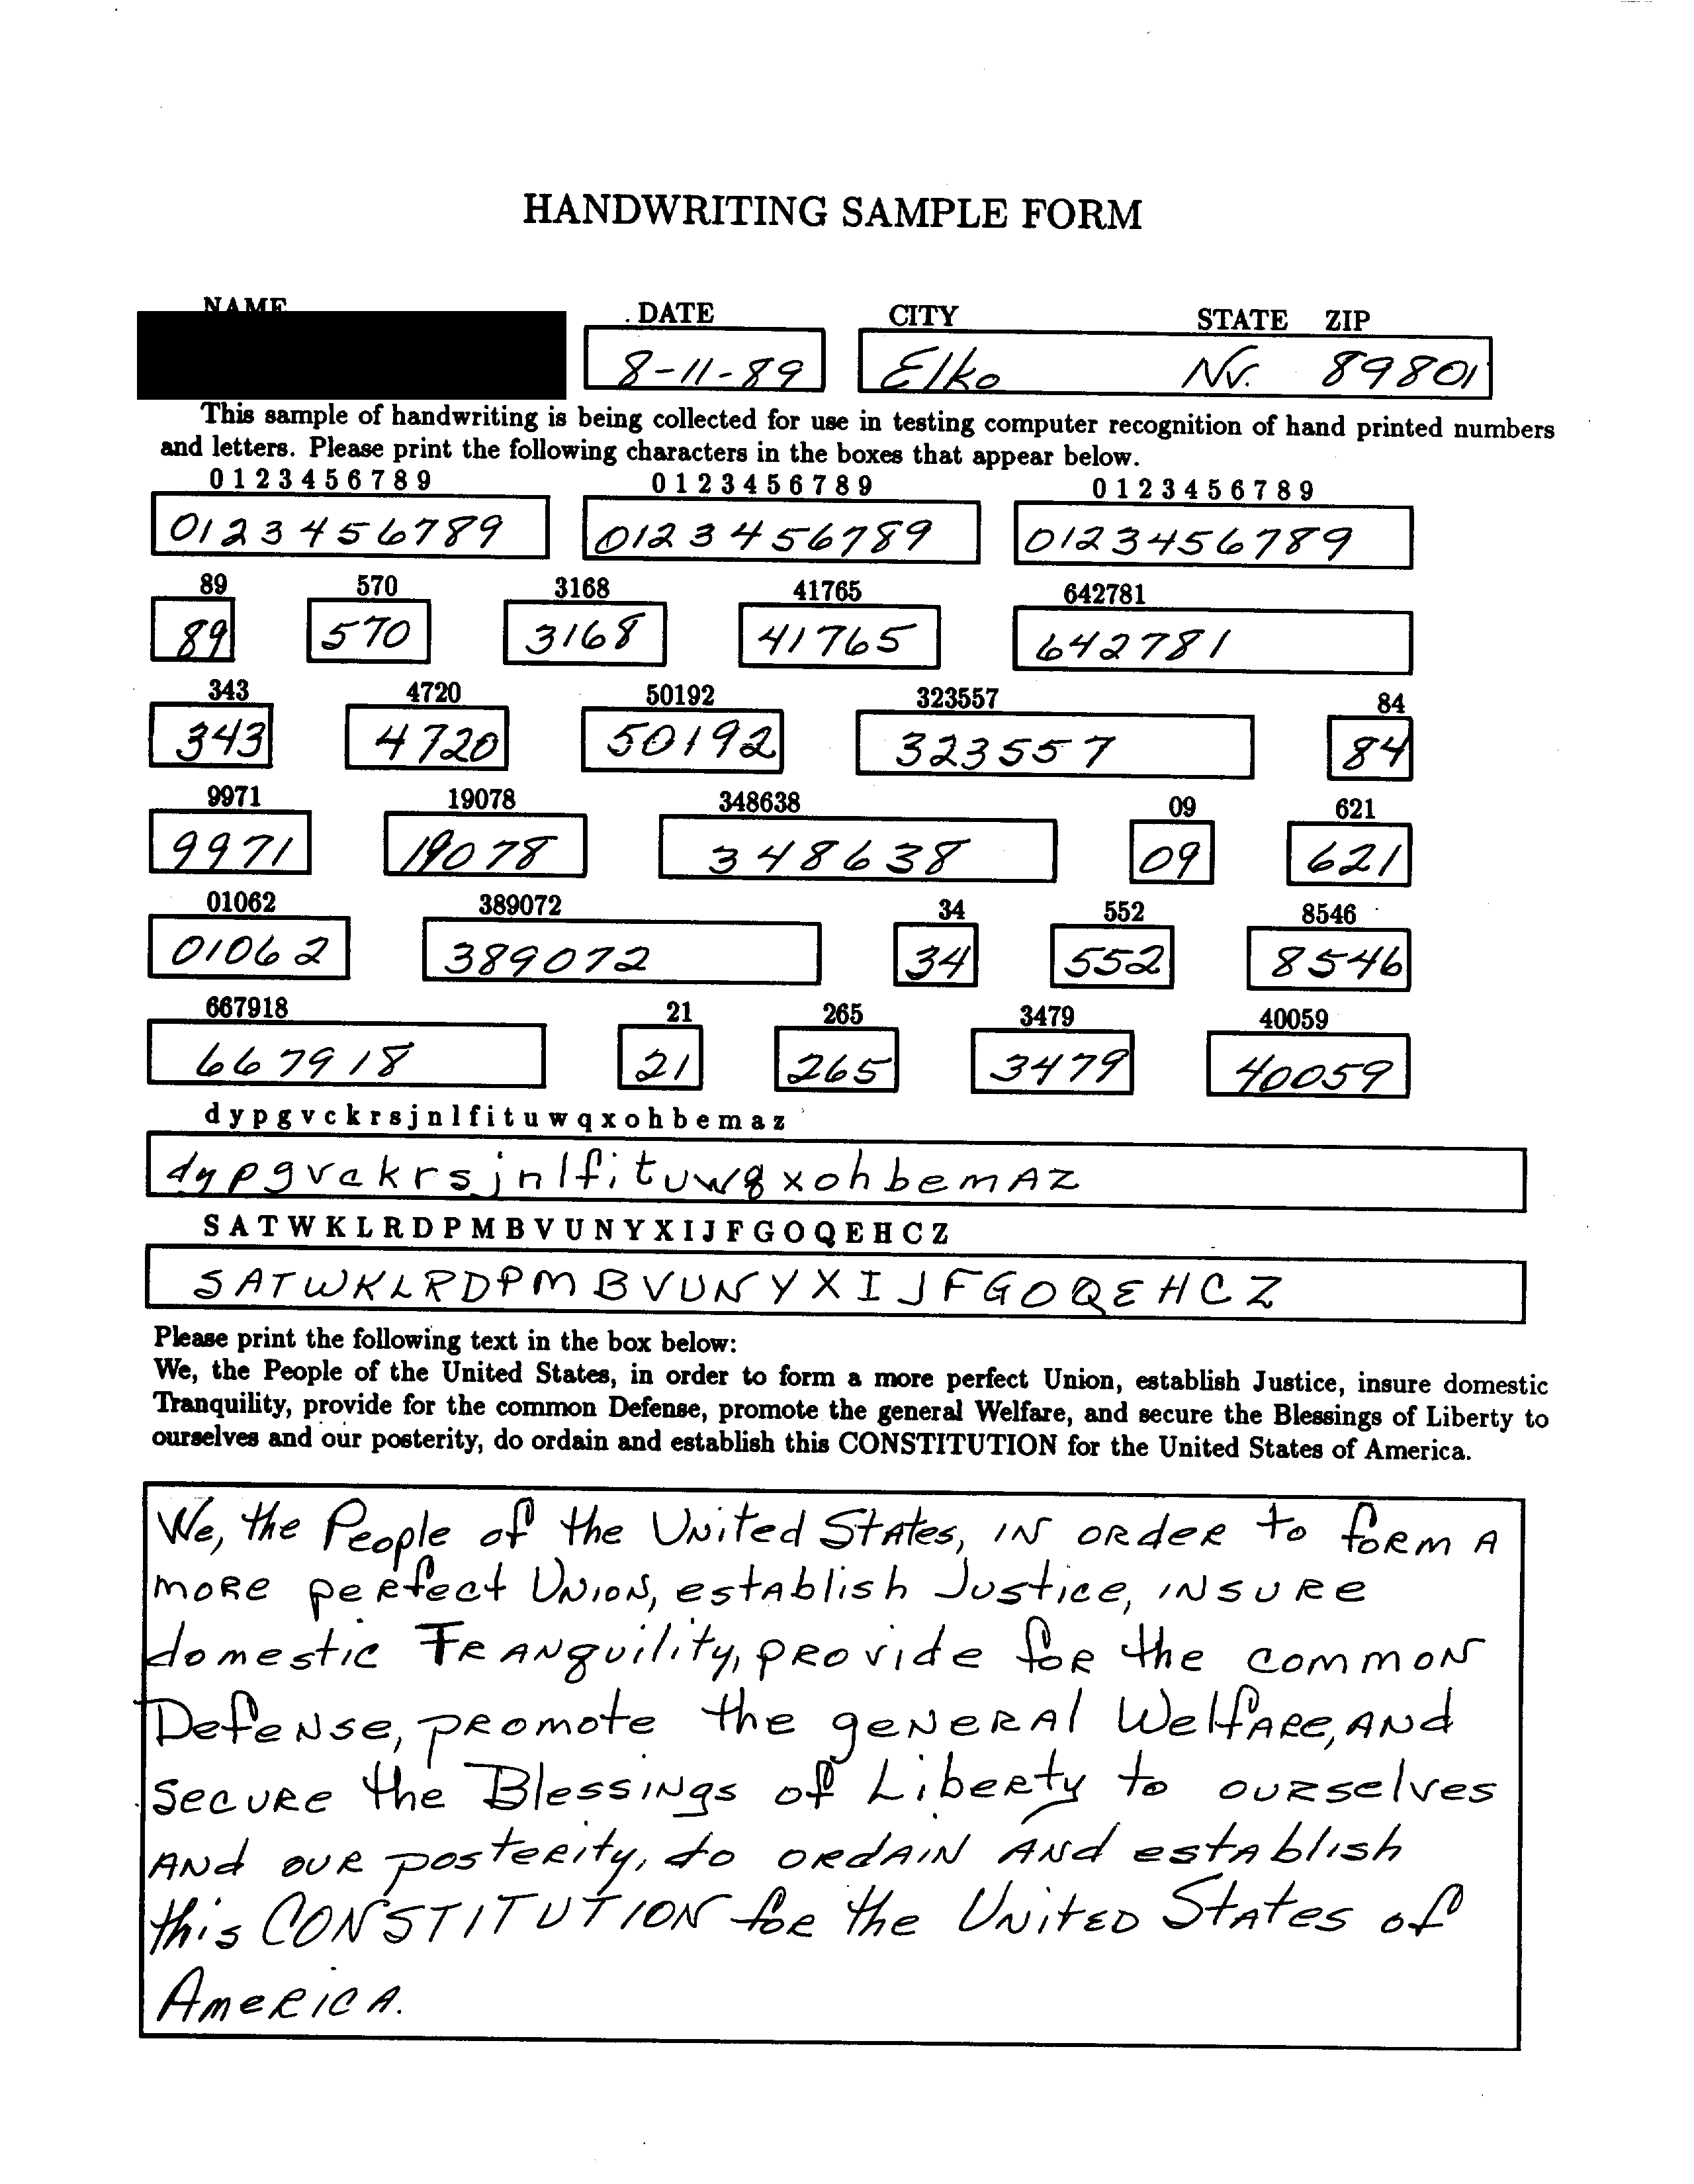 HANDWRITING SAMPLE FORM
NAME DATE CITY STATE ZIP
8-11-89 Elko Nv. 89801
This sample of handwriting is being collected for use in testing computer recognition of hand printed numbers
and letters. Please print the following characters in the boxes that appear below.
0 1 2 3 4 5 6 7 8 9 0 1 2 3 4 5 6 7 8 9 0 1 2 3 4 5 6 7 8 9
0123456789 0123456789 0123456789
89 570 3168 41765 642781
89 570 3168 41765 642781
343 4720 50192 323557 84
343 4720 50192 323557 84
9971 19078 348638 09 621
9971 19078 348638 09 621
01062 389072 34 552 8546
01062 389072 34 552 8546
667918 21 265 3479 40059
667918 21 265 3479 40059
d y p g v c k r s j n l f i t u w q x o h b e m a z
dypgvckrsjnlfituwqxohbemAz
S A T W K L R D P M B V U N Y X I J F G O Q E H C Z
SATWKLRDPMBVUNYXIJFGOQEHCZ
Please print the following text in the box below:
We, the People of the United States, in order to form a more perfect Union, establish Justice, insure domestic
Tranquility, provide for the common Defense, promote the general Welfare, and secure the Blessings of Liberty to
ourselves and our posterity, do ordain and establish this CONSTITUTION for the United States of America.
We, the People of the UNited StAtes, iN oRdeR to foRm A
moRe peRfect UNioN, estAblish Justice, iNsuRe
domestic TRANquility, pRovide foR the commoN
DefeNse, pRomote the geNeRAl WelfARe, ANd
secuRe the BlessiNgs of LibeRty to ouRselves
ANd ouR posteRity, do oRdAiN ANd estAblish
this CONSTITUTION foR the UNitED StAtes of
AmeRicA.